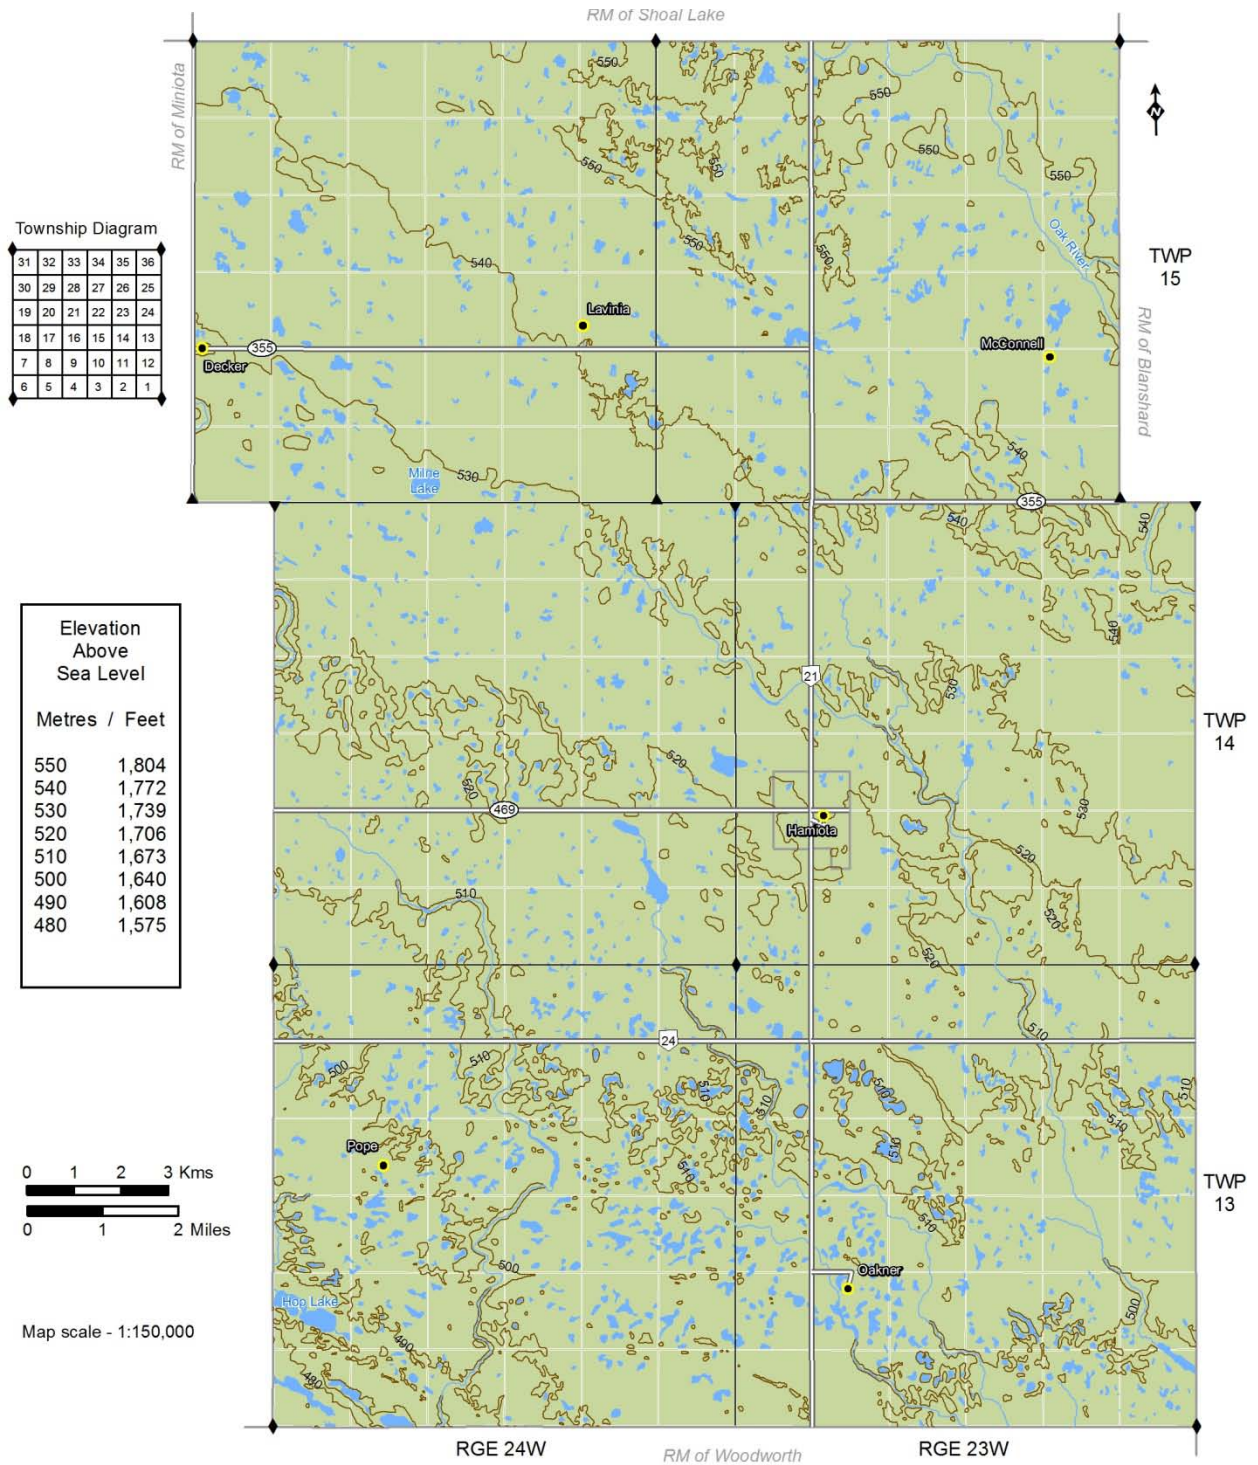 RM of Shoal Lake
RM of Miniota
550
550
550
550
550
550
550
550
550
540
Oak River
TWP
15
RM of Blanshard
Township Diagram
31 32 33 34 35 36
30 29 28 27 26 25
19 20 21 22 23 24
18 17 16 15 14 13
7 8 9 10 11 12
6 5 4 3 2 1
Lavinia
McConnell
355
Decker
540
Milne
Lake
530
355
540
540
540
Elevation
Above
Sea Level
Metres / Feet
550 1,804
540 1,772
530 1,739
520 1,706
510 1,673
500 1,640
490 1,608
480 1,575
21
530
TWP
14
520
520
469
530
Hamiota
520
510
520
520
510
24
500
510
510
510
510
510
510
Pope
510
510
510
TWP
13
0 1 2 3 Kms
0 1 2 Miles
500
Oakner
Hop Lake
500
Map scale - 1:150,000
490
480
RGE 24W
RM of Woodworth
RGE 23W